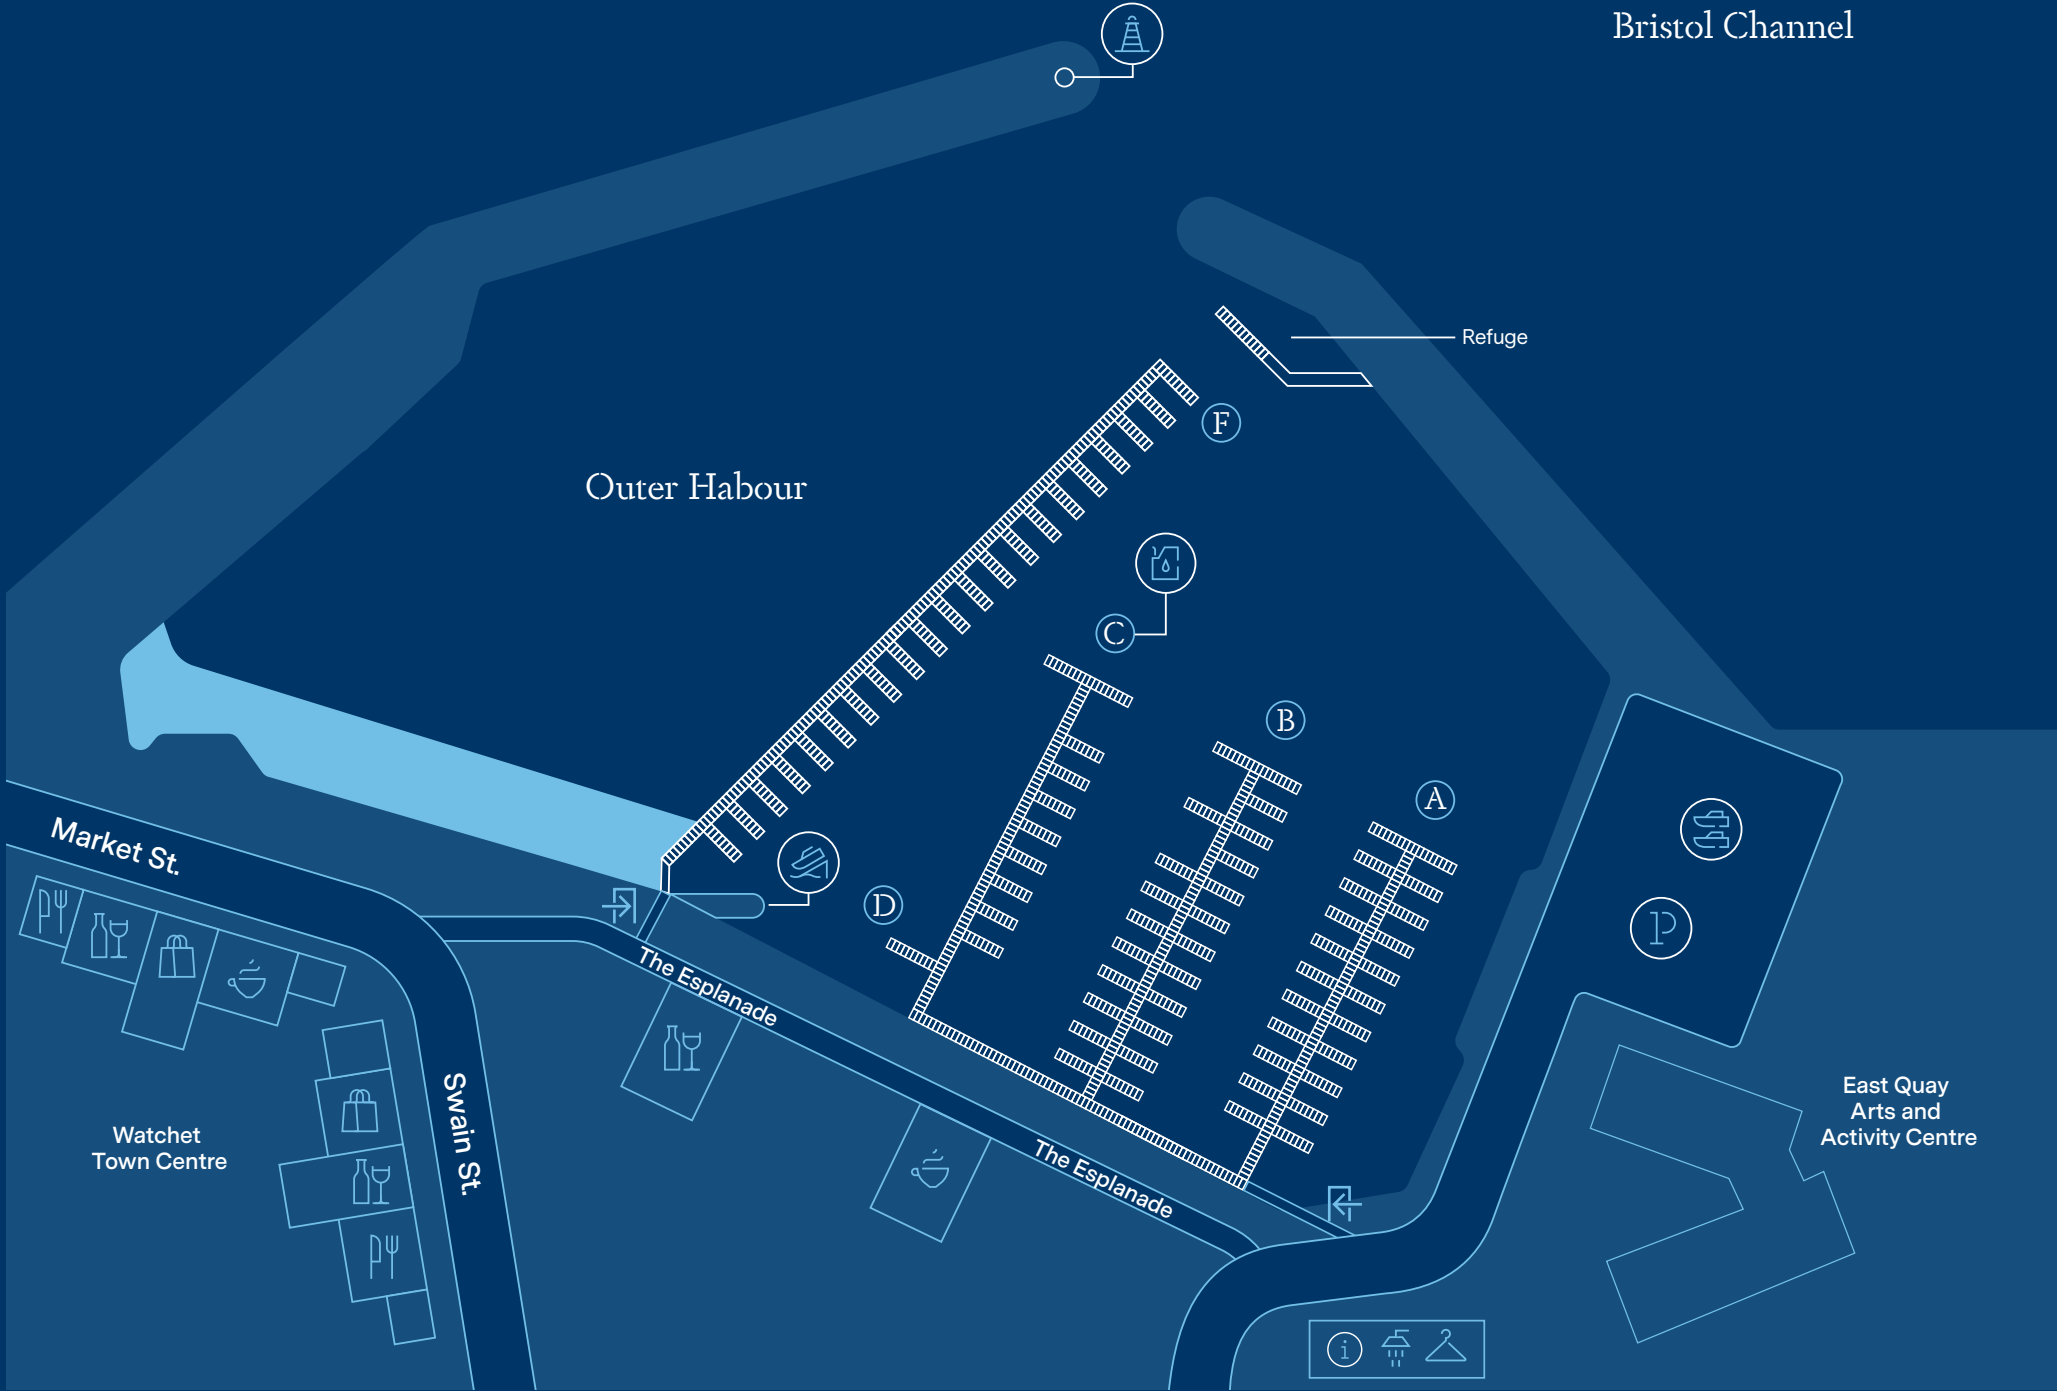 Bristol Channel
Refuge
F
Outer Habour
C
B
A
D
P
Market St.
The Esplanade
The Esplanade
Swain St.
Watchet
Town Centre
East Quay
Arts and
Activity Centre
i